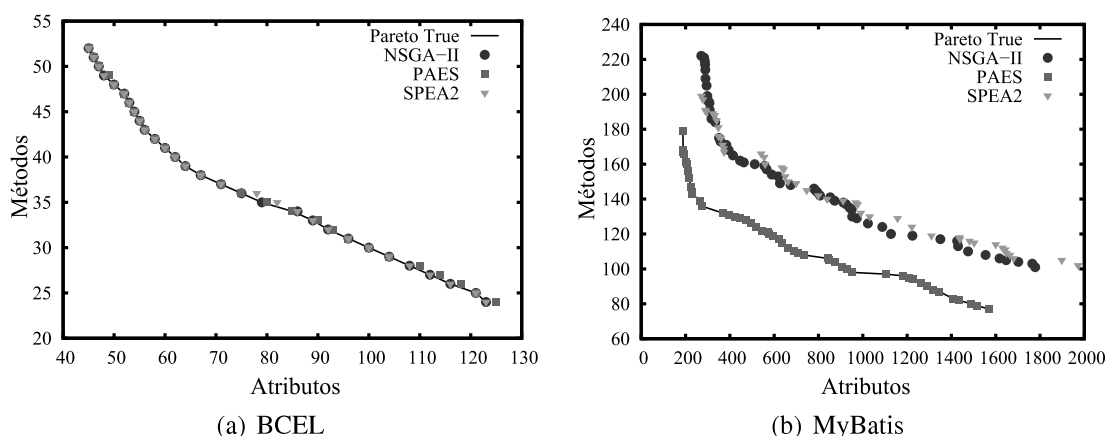 55
50
45
40
35
30
25
20
Métodos
40 50 60 70 80 90 100 110 120 130
Atributos
Pareto True
NSGA-II
PAES
SPEA2
(a) BCEL
240
220
200
180
160
140
120
100
80
60
Métodos
0 200 400 600 800 1000 1200 1400 1600 1800 2000
Atributos
Pareto True
NSGA-II
PAES
SPEA2
(b) MyBatis